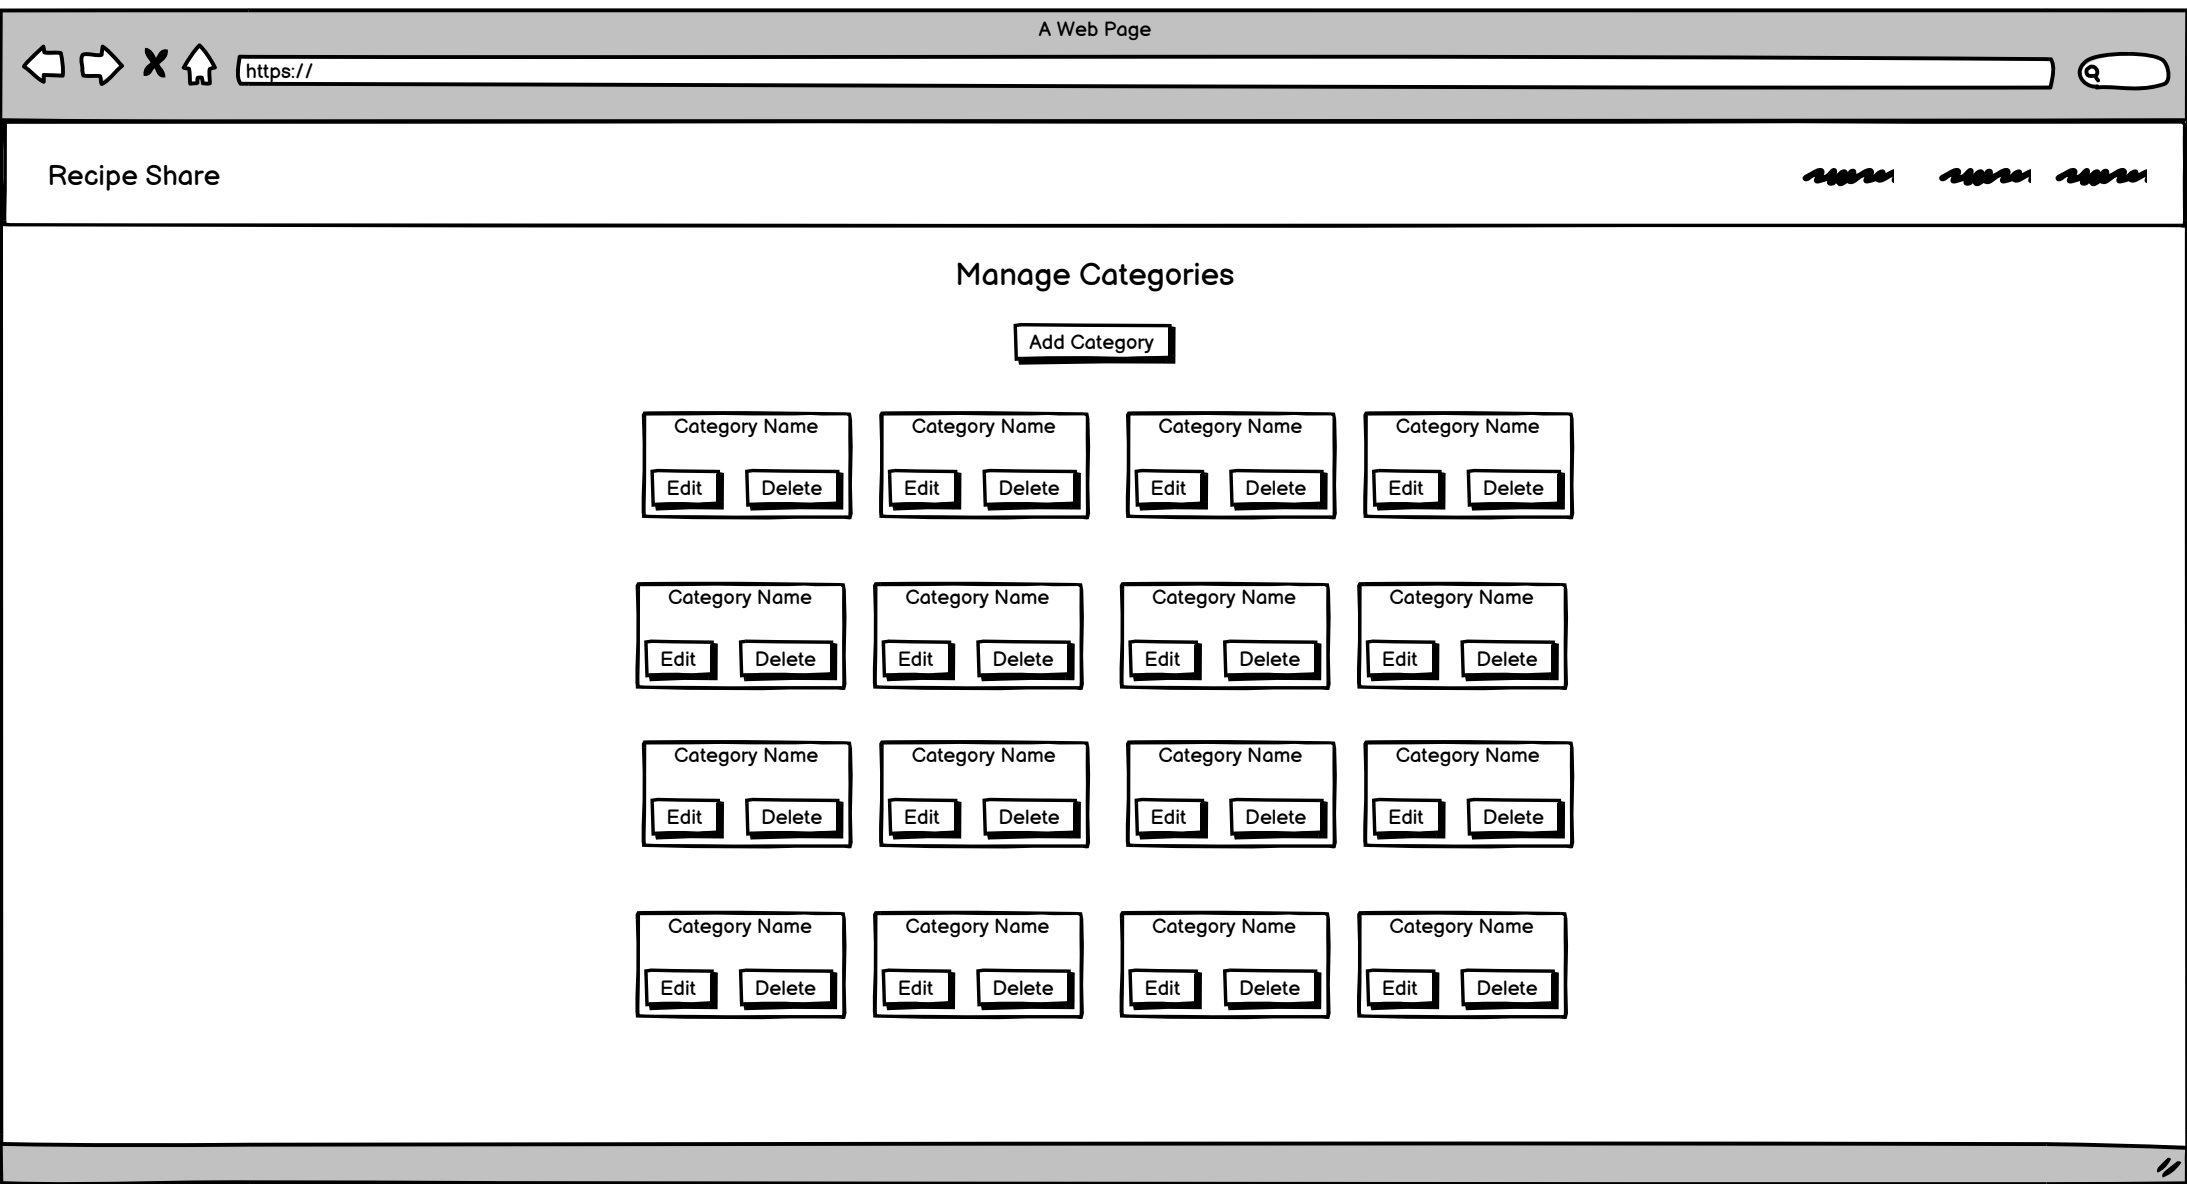 A Web Page
https://
Recipe Share
Manage Categories
Add Category
Category Name Category Name Category Name Category Name
Edit Delete Edit Delete Edit Delete Edit Delete
Category Name Category Name Category Name Category Name
Edit Delete Edit Delete Edit Delete Edit Delete
Category Name Category Name Category Name Category Name
Edit Delete Edit Delete Edit Delete Edit Delete
Category Name Category Name Category Name Category Name
Edit Delete Edit Delete Edit Delete Edit Delete